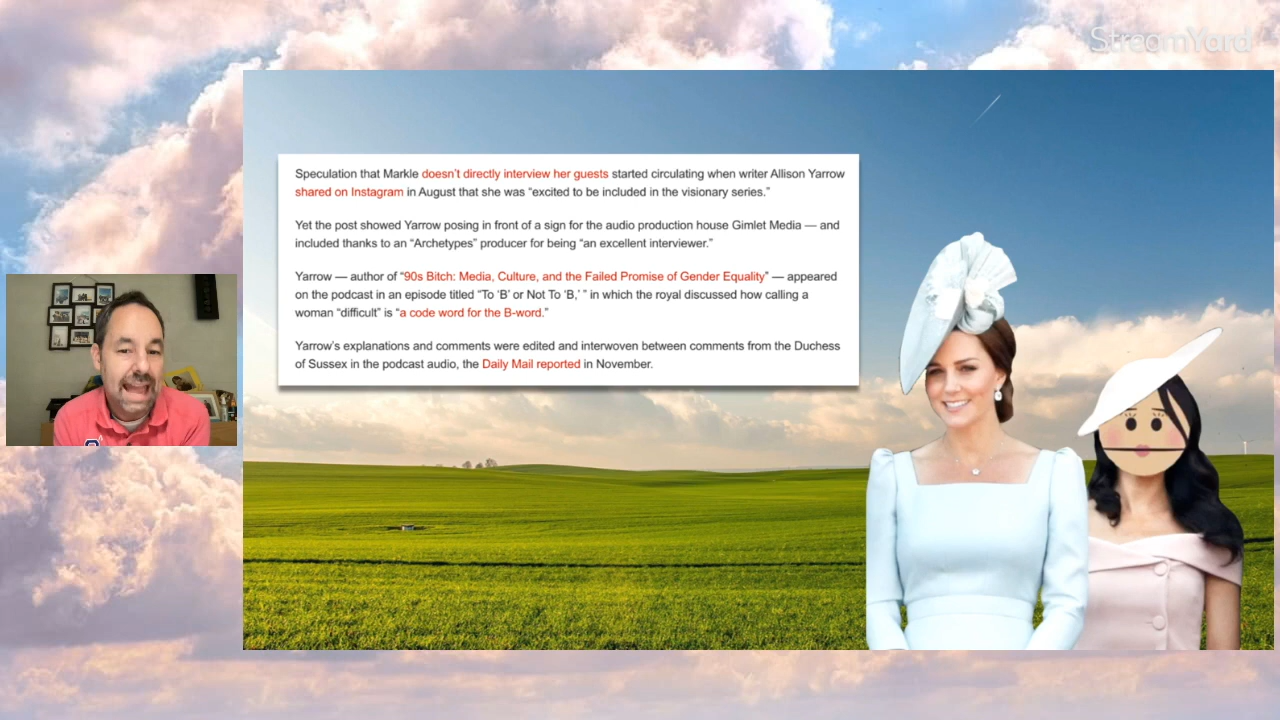 StreamYard
Speculation that Markle doesn't directly interview her guests started circulating when writer Allison Yarrow
shared on Instagram in August that she was “excited to be included in the visionary series.”
Yet the post showed Yarrow posing in front of a sign for the audio production house Gimlet Media — and
included thanks to an “Archetypes” producer for being “an excellent interviewer.”
Yarrow — author of “90s Bitch: Media, Culture, and the Failed Promise of Gender Equality” — appeared
on the podcast in an episode titled “To ‘B’ or Not To ‘B,’ ” in which the royal discussed how calling a
woman “difficult” is “a code word for the B-word.”
Yarrow’s explanations and comments were edited and interwoven between comments from the Duchess
of Sussex in the podcast audio, the Daily Mail reported in November.